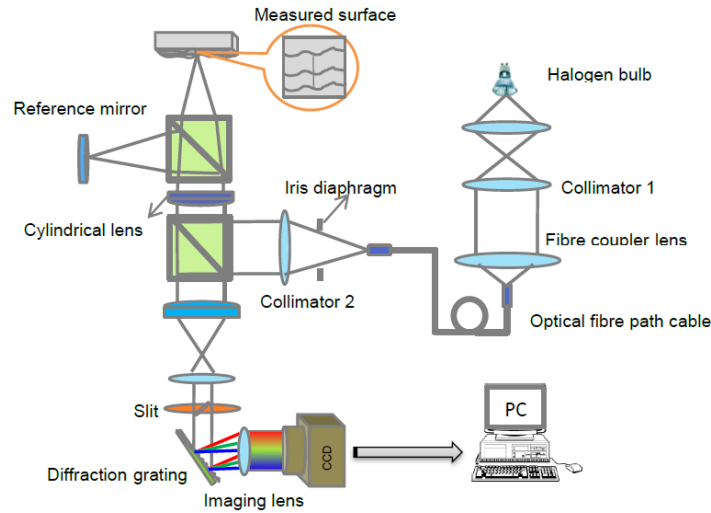 Measured surface
Halogen bulb
Reference mirror
Iris diaphragm
Collimator 1
Cylindrical lens
Fibre coupler lens
Collimator 2
Optical fibre path cable
Slit
PC
CCD
Diffraction grating
Imaging lens